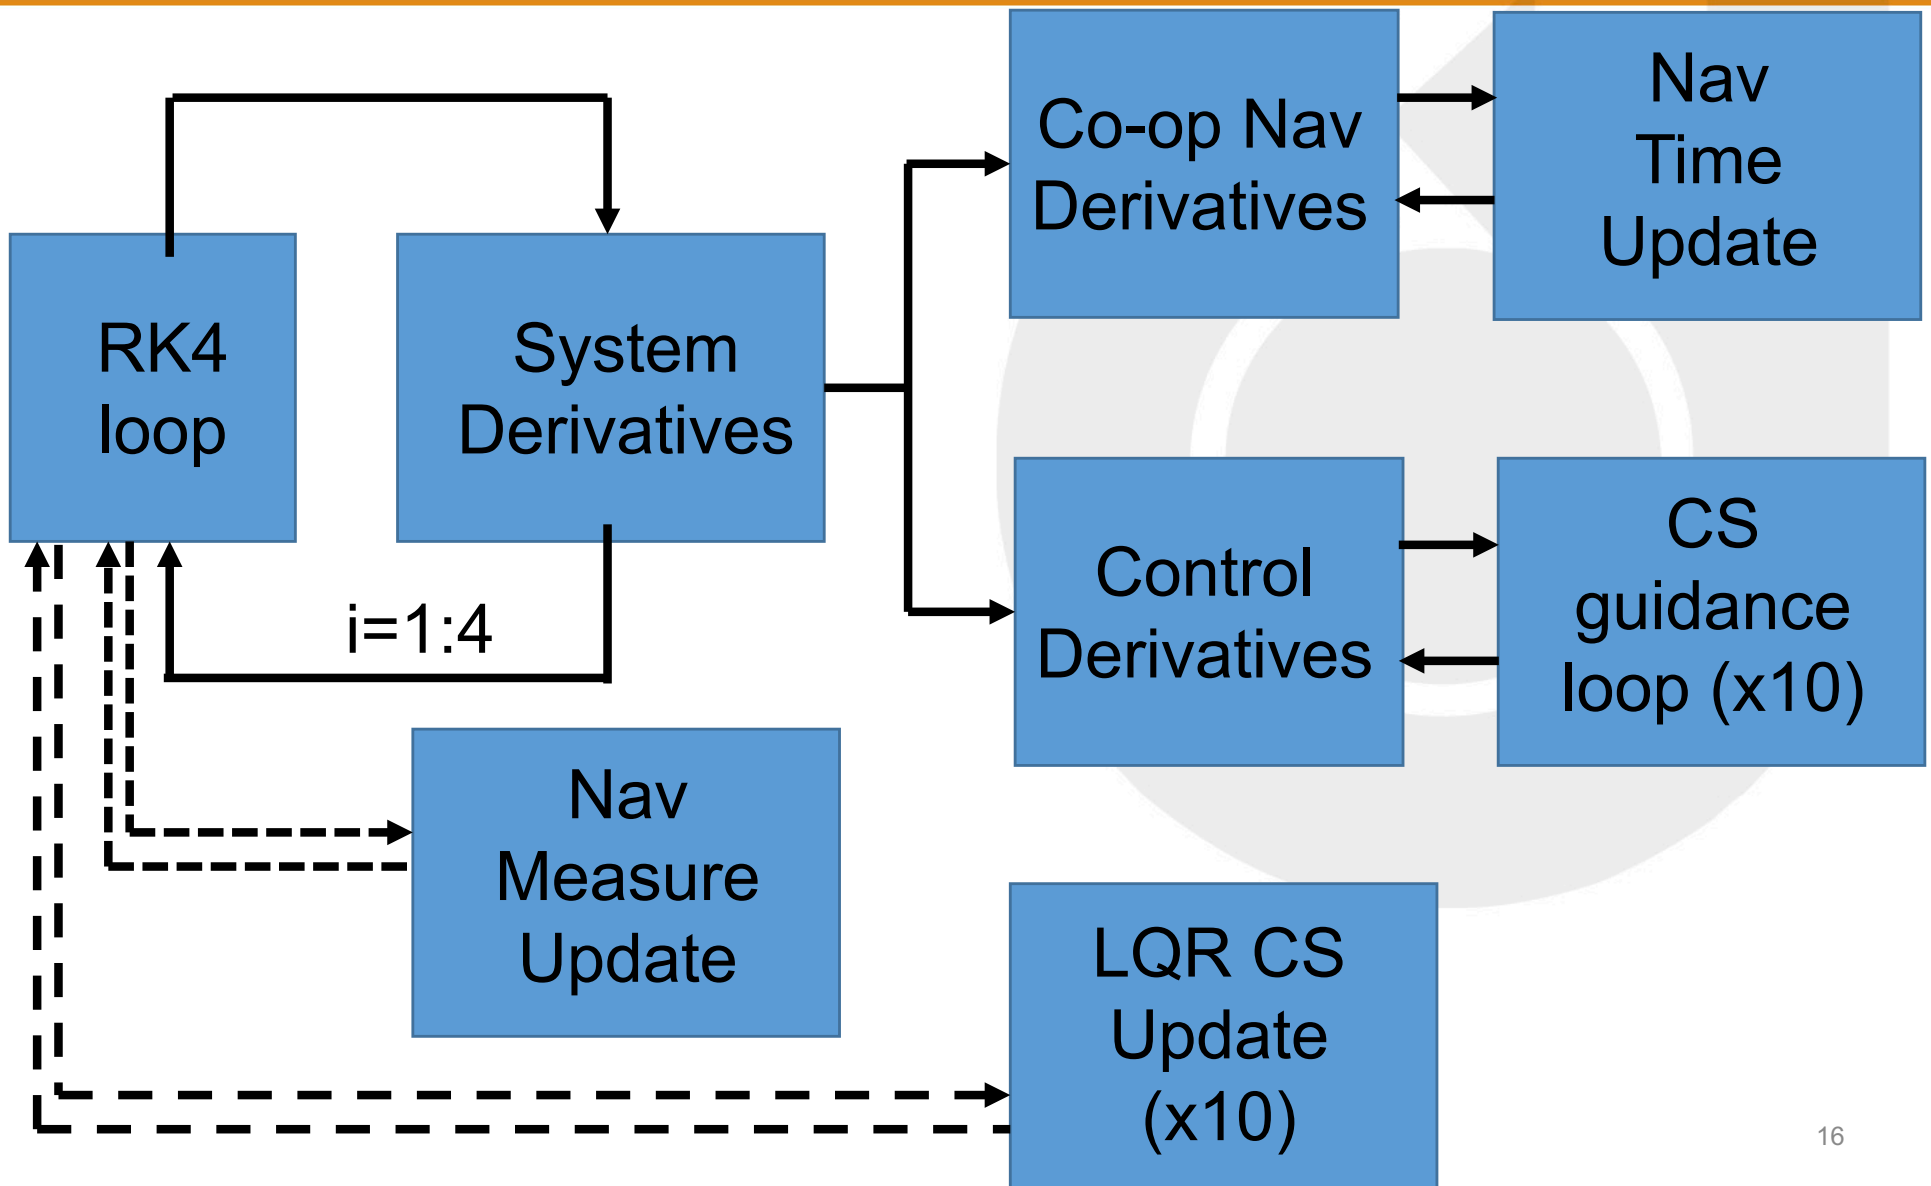 RK4
loop
System
Derivatives
i=1:4
Co-op Nav
Derivatives
Nav
Time
Update
Control
Derivatives
CS
guidance
loop (x10)
Nav
Measure
Update
LQR CS
Update
(x10)
16